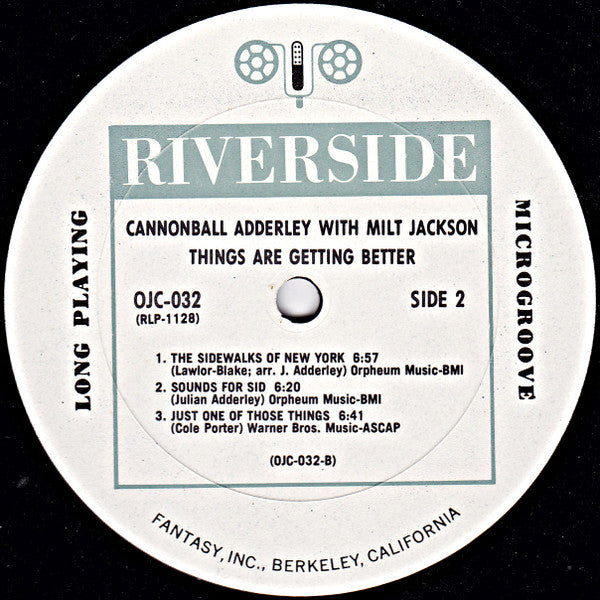 RIVERSIDE
CANNONBALL ADDERLEY WITH MILT JACKSON
THINGS ARE GETTING BETTER
OJC-032 SIDE 2
(RLP-1128)
LONG PLAYING
MICROGROOVE
1. THE SIDEWALKS OF NEW YORK 6:57
(Lawlor-Blake; arr. J. Adderley) Orpheum Music-BMI
2. SOUNDS FOR SID 6:20
(Julian Adderley) Orpheum Music-BMI
3. JUST ONE OF THOSE THINGS 6:41
(Cole Porter) Warner Bros. Music-ASCAP
(OJC-032-B)
FANTASY, INC., BERKELEY, CALIFORNIA